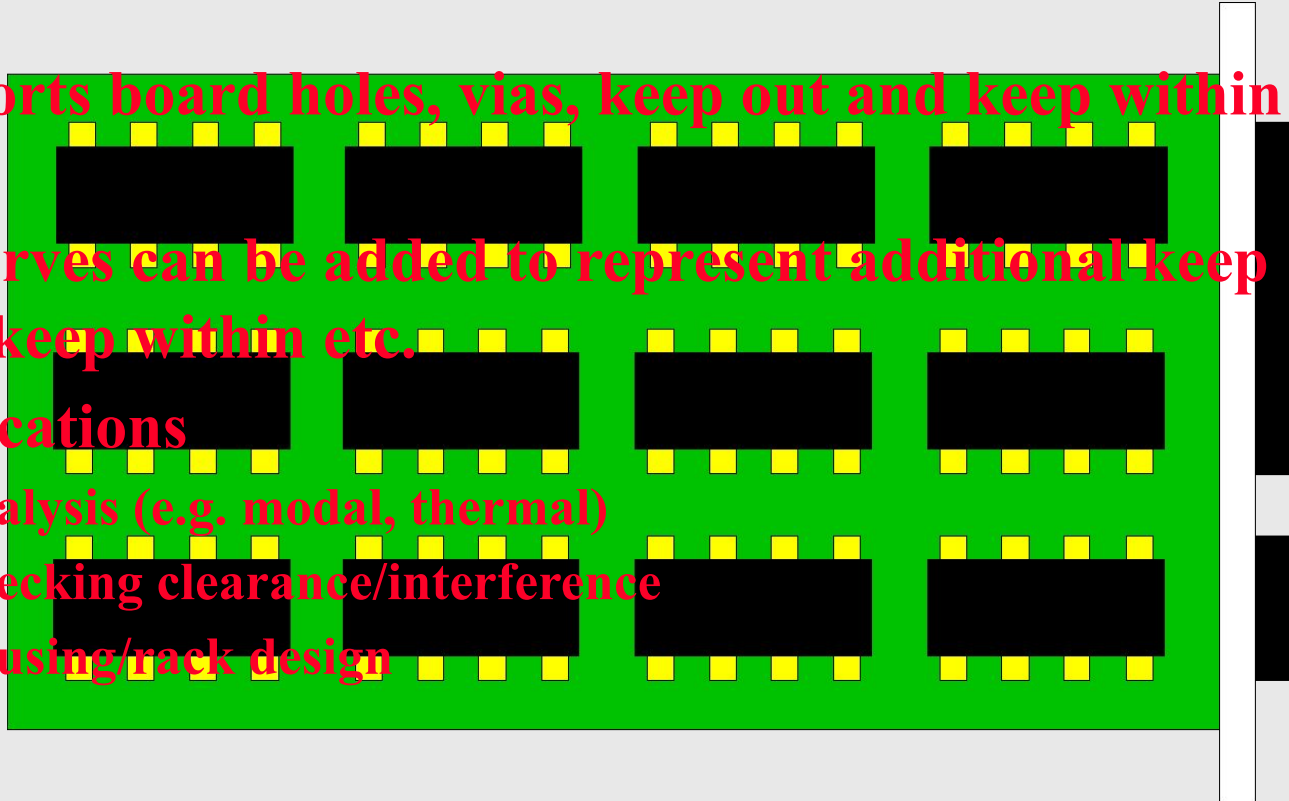 orts board holes, vias, keep out and keep within
rves can be added to represent additional keep
keep within etc.
cations
alysis (e.g. modal, thermal)
ecking clearance/interference
using/rack design